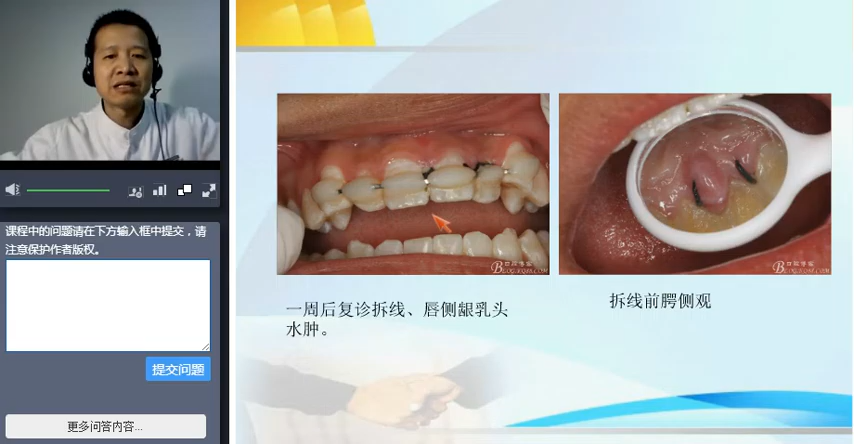 课程中的问题请在下方输入框中提交，请
注意保护作者版权。
提交问题
更多问答内容...
一周后复诊拆线、唇侧龈乳头
水肿。
拆线前腭侧观